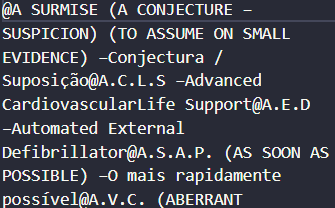 @A SURMISE (A CONJECTURE –
SUSPICION) (TO ASSUME ON SMALL
EVIDENCE) –Conjectura /
Suposição@A.C.L.S –Advanced
CardiovascularLife Support@A.E.D
–Automated External
Defibrillator@A.S.A.P. (AS SOON AS
POSSIBLE) –O mais rapidamente
possível@A.V.C. (ABERRANT